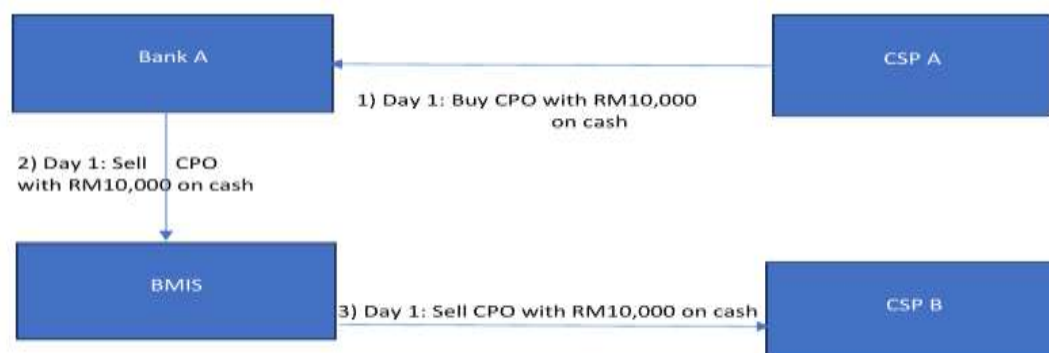 Bank A
CSP A
1) Day 1: Buy CPO with RM10,000
on cash
2) Day 1: Sell CPO
with RM10,000 on cash
BMIS
3) Day 1: Sell CPO with RM10,000 on cash
CSP B